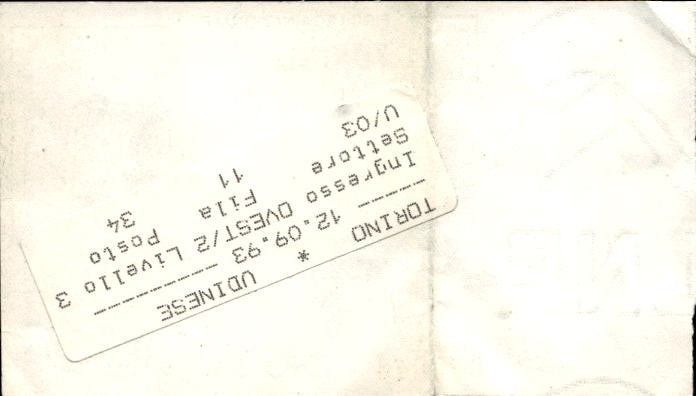 TORINO * UDINESE
------ 12.09.93 ------------
Ingresso OVEST/2 Livello 3
Settore Fila Posto
U/03 11 34